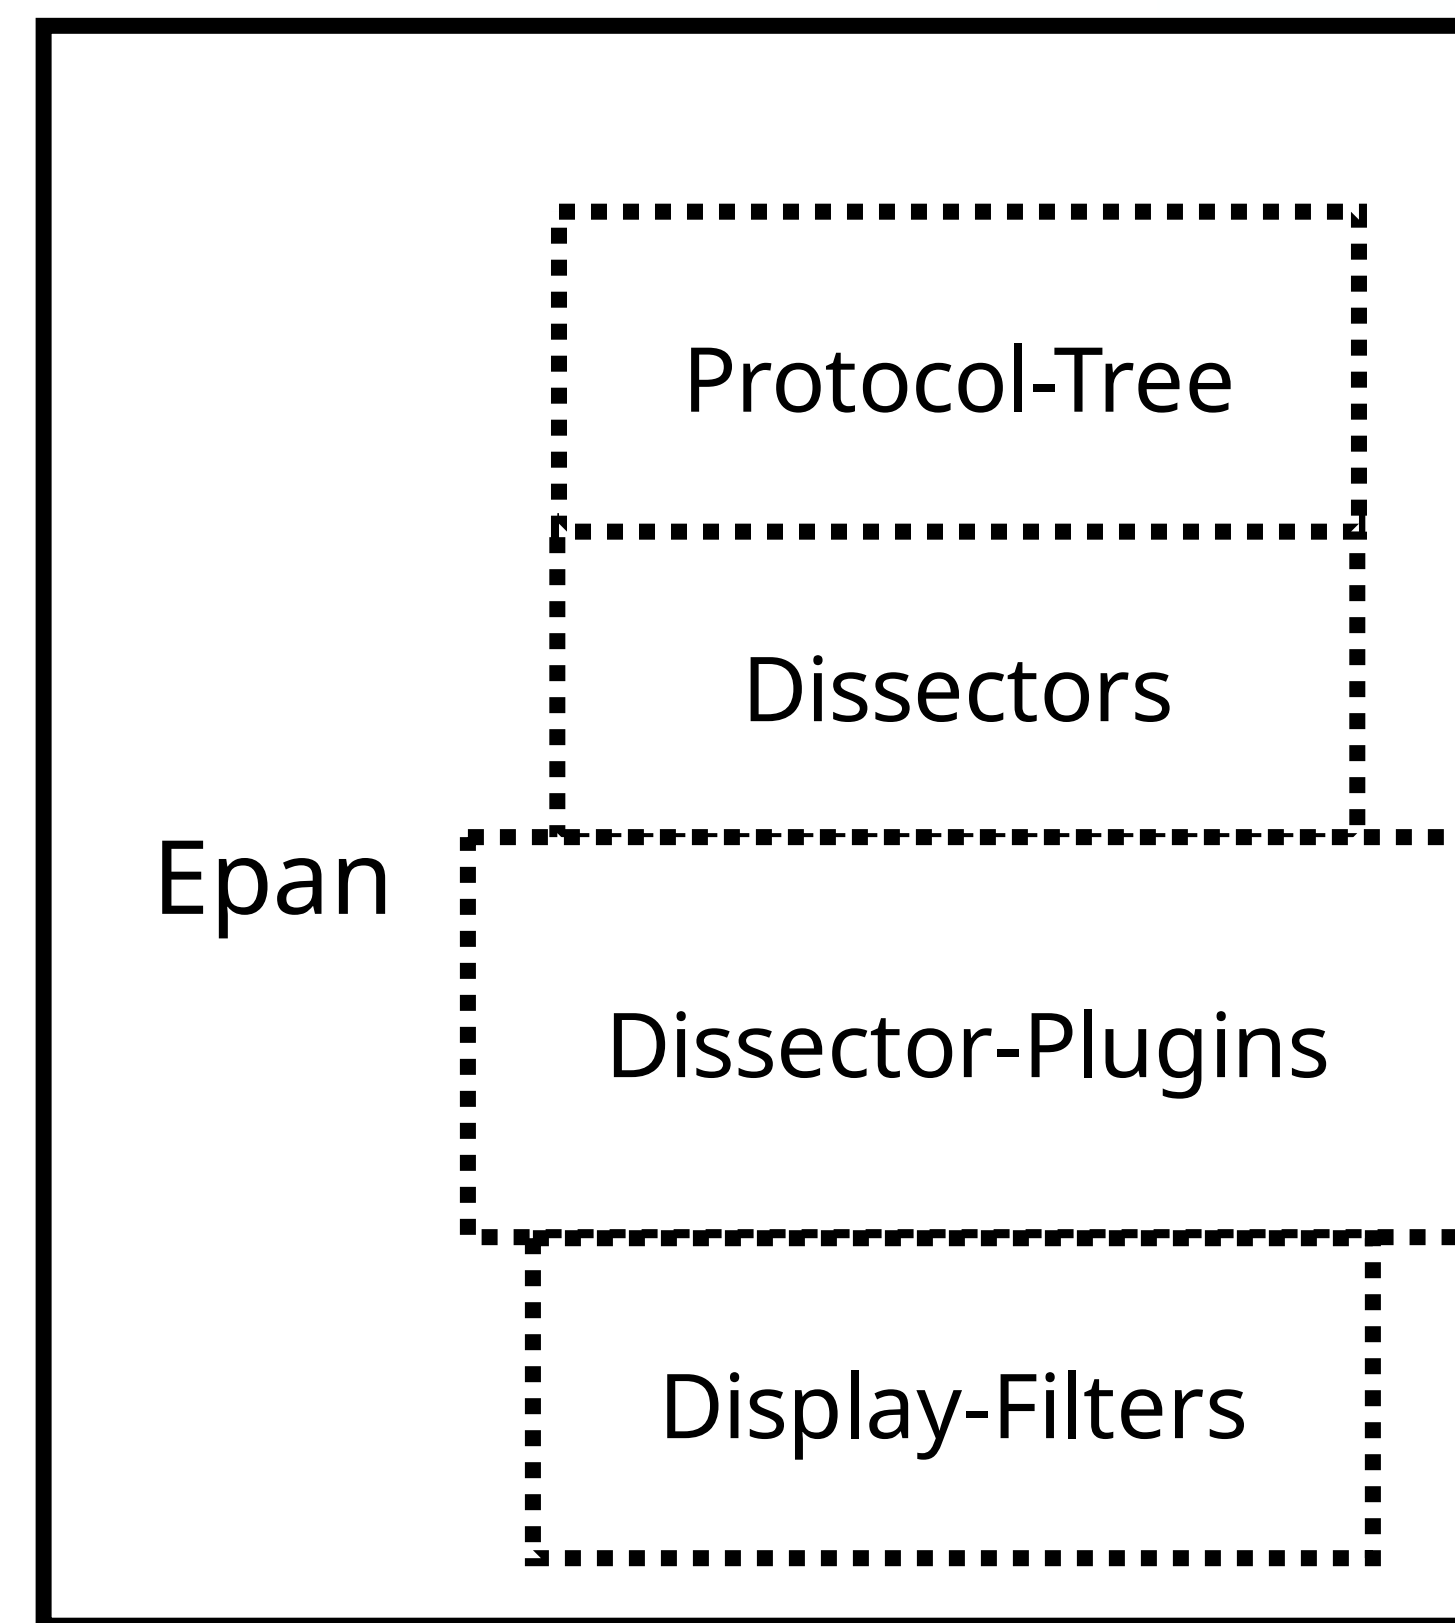 Protocol-Tree
Dissectors
Epan
Dissector-Plugins
Display-Filters